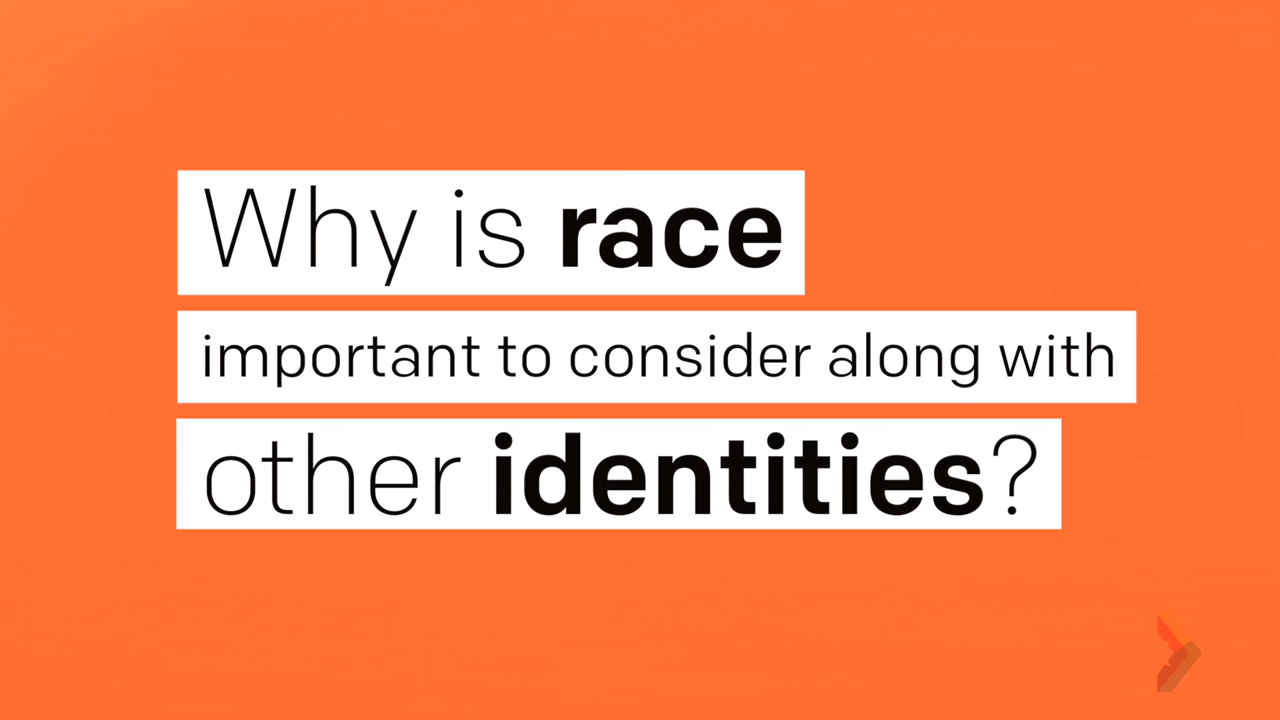 Why is race
important to consider along with
other identities?